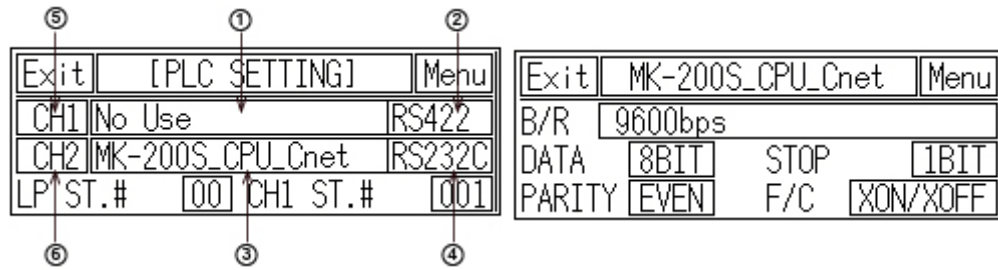 ⑤ ① ②
Exit [PLC SETTING] Menu
CH1 No Use RS422
CH2 MK-200S_CPU_Cnet RS232C
LP ST.# 00 CH1 ST.# 001
⑥ ③ ④
Exit MK-200S_CPU_Cnet Menu
B/R 9600bps
DATA 8BIT STOP 1BIT
PARITY EVEN F/C XON/XOFF